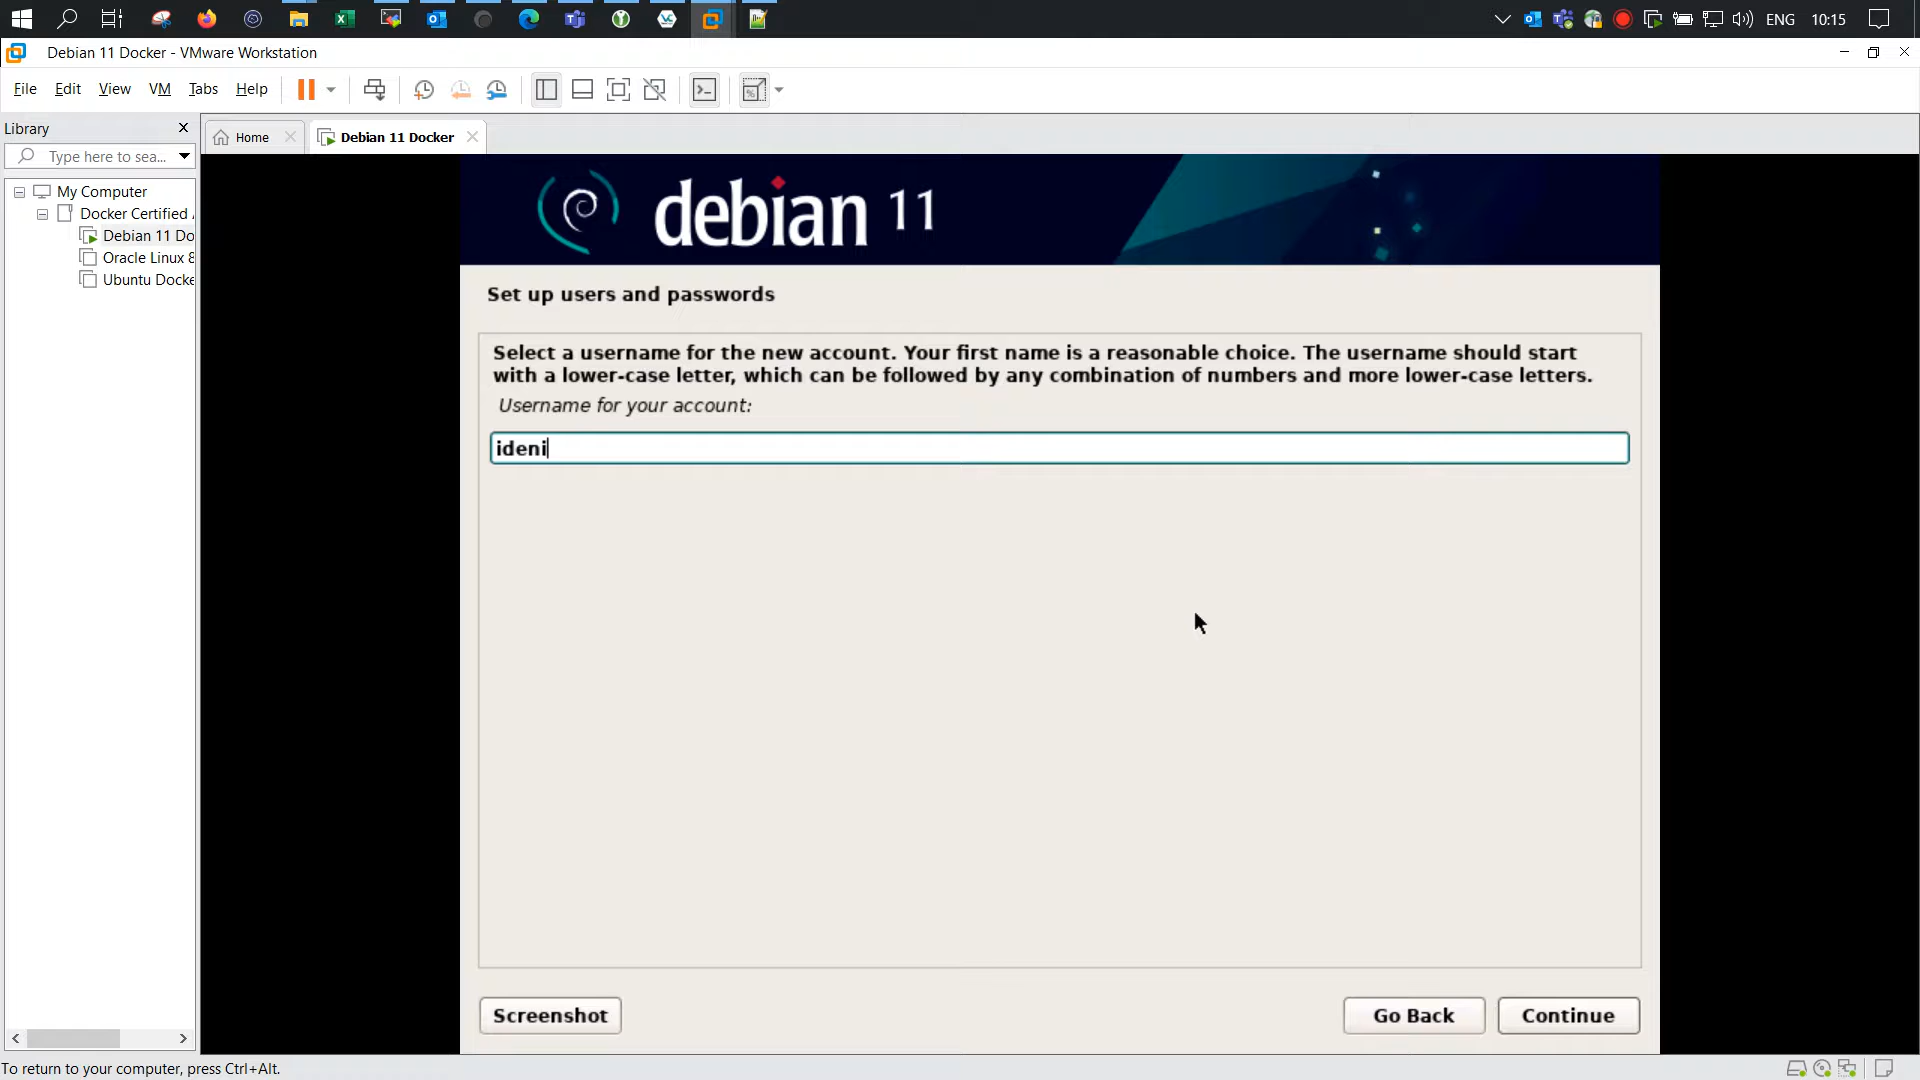 ENG 10:15
Debian 11 Docker - VMware Workstation
File Edit View VM Tabs Help
Library
Home
Debian 11 Docker
Type here to sea...
My Computer
Docker Certified
Debian 11 Do
Oracle Linux 8
Ubuntu Docke
debian 11
Set up users and passwords
Select a username for the new account. Your first name is a reasonable choice. The username should start
with a lower-case letter, which can be followed by any combination of numbers and more lower-case letters.
Username for your account:
ideni
Screenshot
Go Back
Continue
To return to your computer, press Ctrl+Alt.